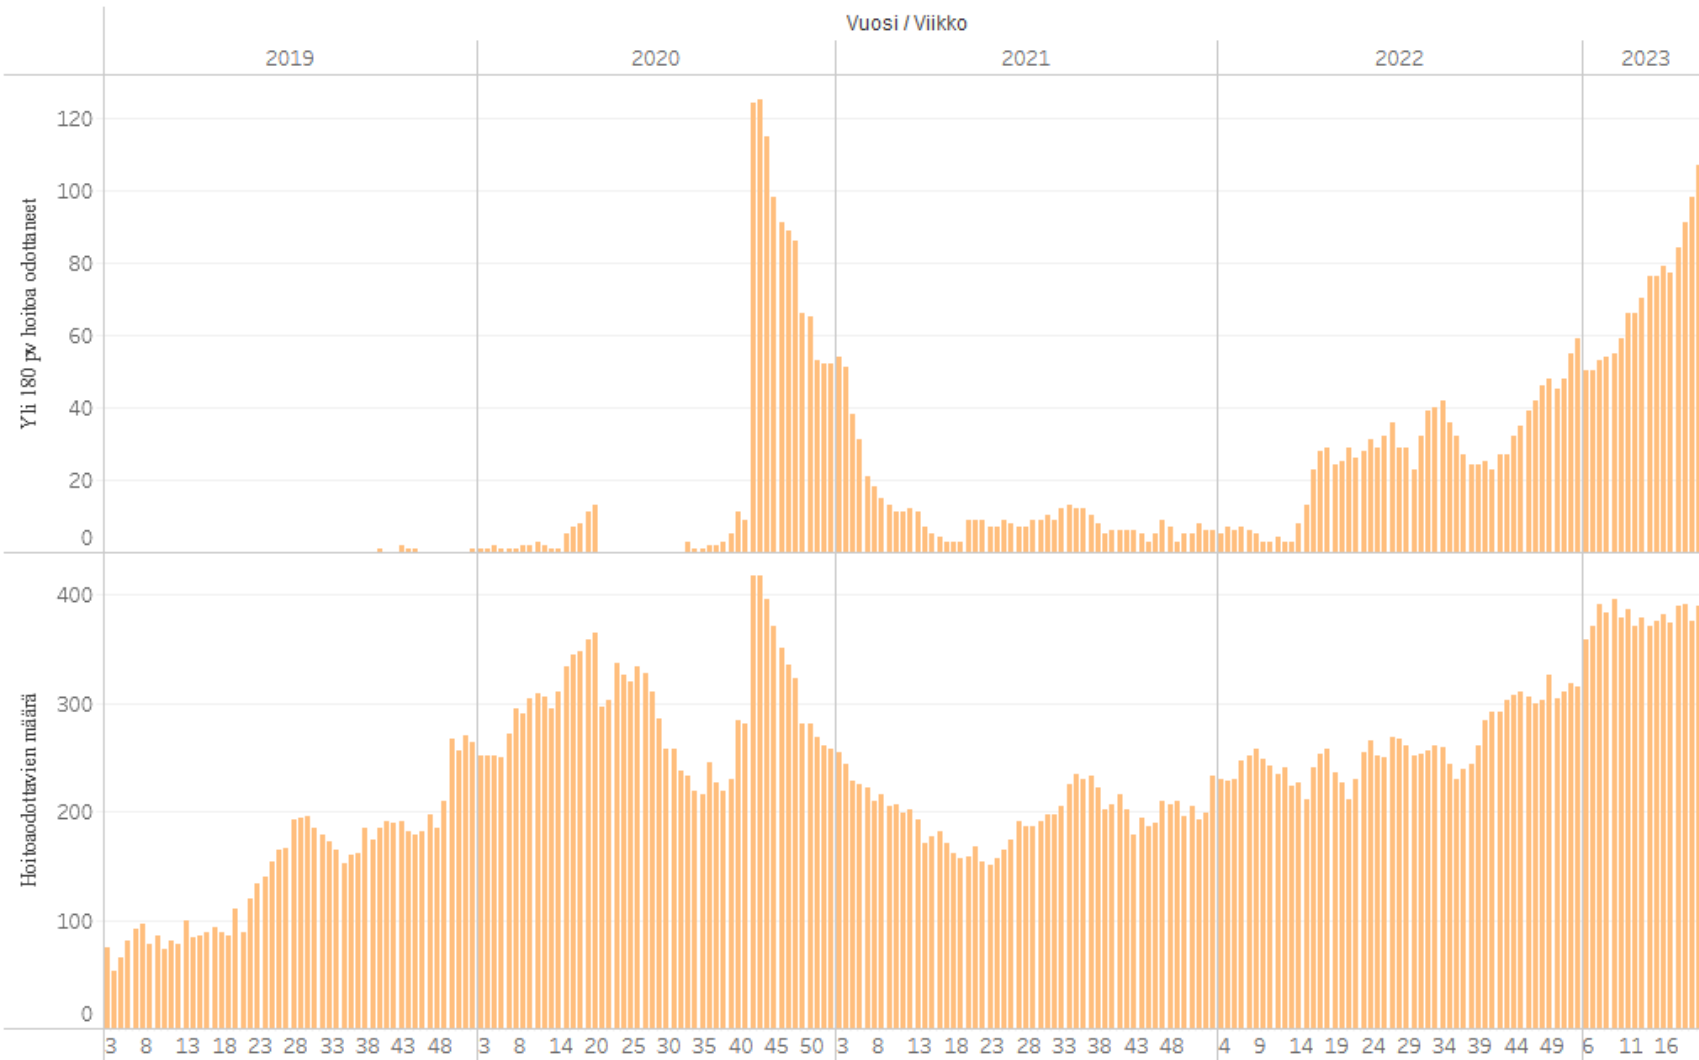 Vuosi / Viikko
2019 2020 2021 2022 2023
Yli 180 pv hoitoa odottaneet
120
100
80
60
40
20
0
Hoitoaodottavien määrä
400
300
200
100
0
3 8 13 18 23 28 33 38 43 48 3 8 14 20 25 30 35 40 45 50 3 8 13 18 23 28 33 38 43 48 4 9 14 19 24 29 34 39 44 49 6 11 16